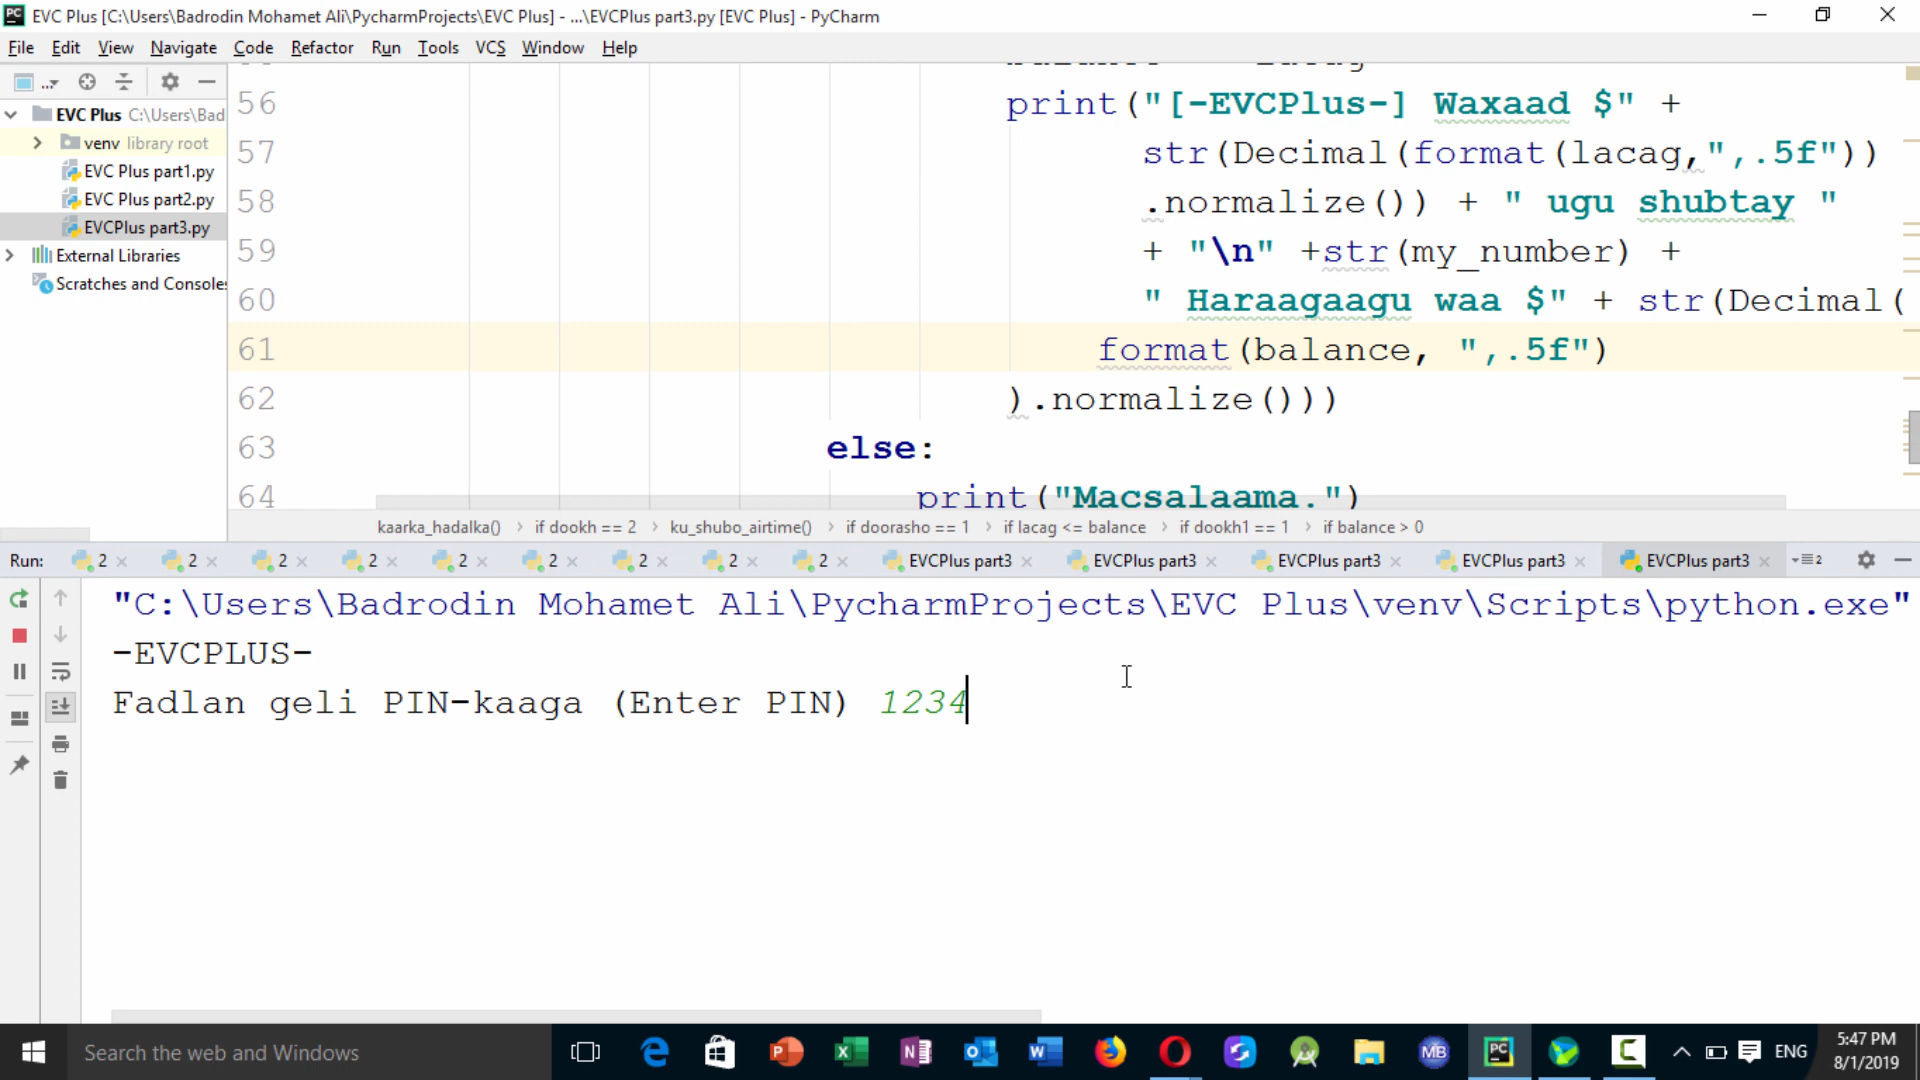 EVC Plus [C:\Users\Badrodin Mohamet Ali\PycharmProjects\EVC Plus] - ...\EVCPlus part3.py [EVC Plus] - PyCharm
File Edit View Navigate Code Refactor Run Tools VCS Window Help
EVC Plus C:\Users\Bad
venv library root
EVC Plus part1.py
EVC Plus part2.py
EVCPlus part3.py
External Libraries
Scratches and Consoles
56 print("[-EVCPlus-] Waxaad $" +
57 str(Decimal(format(lacag,",.5f"))
58 .normalize()) + " ugu shubtay "
59 + "\n" +str(my_number) +
60 " Haraagaagu waa $" + str(Decimal(
61 format(balance, ",.5f")
62 ).normalize()))
63 else:
64 print("Macsalaama.")
kaarka_hadalka() if dookh == 2 ku_shubo_airtime() if doorasho == 1 if lacag <= balance if dookh1 == 1 if balance > 0
Run: 2 2 2 2 2 2 2 2 2 EVCPlus part3 EVCPlus part3 EVCPlus part3 EVCPlus part3 EVCPlus part3 2
"C:\Users\Badrodin Mohamet Ali\PycharmProjects\EVC Plus\venv\Scripts\python.exe"
-EVCPLUS-
Fadlan geli PIN-kaaga (Enter PIN) 1234
Search the web and Windows
ENG
5:47 PM
8/1/2019